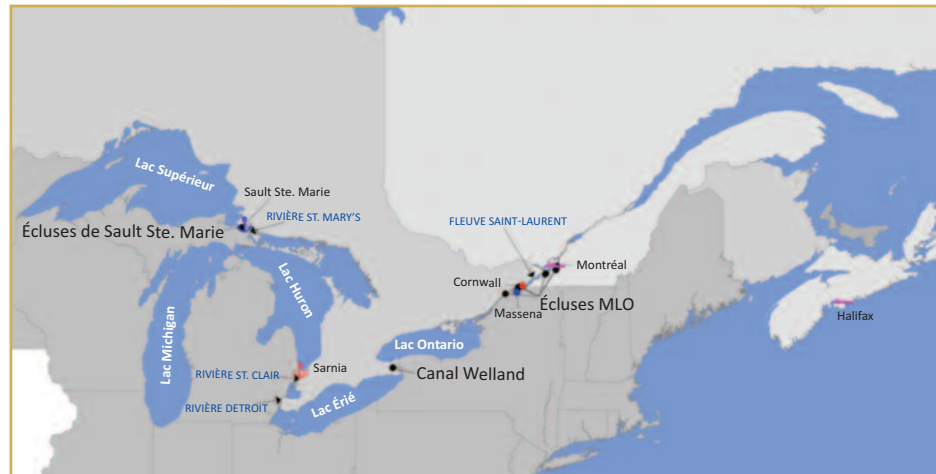 Lac Supérieur
Sault Ste. Marie
RIVIÈRE ST. MARY'S
Écluses de Sault Ste. Marie
FLEUVE SAINT-LAURENT
Montréal
Cornwall
Écluses MLO
Massena
Halifax
Lac Huron
Lac Michigan
Lac Ontario
Sarnia
RIVIÈRE ST. CLAIR
Canal Welland
RIVIÈRE DETROIT
Lac Érié